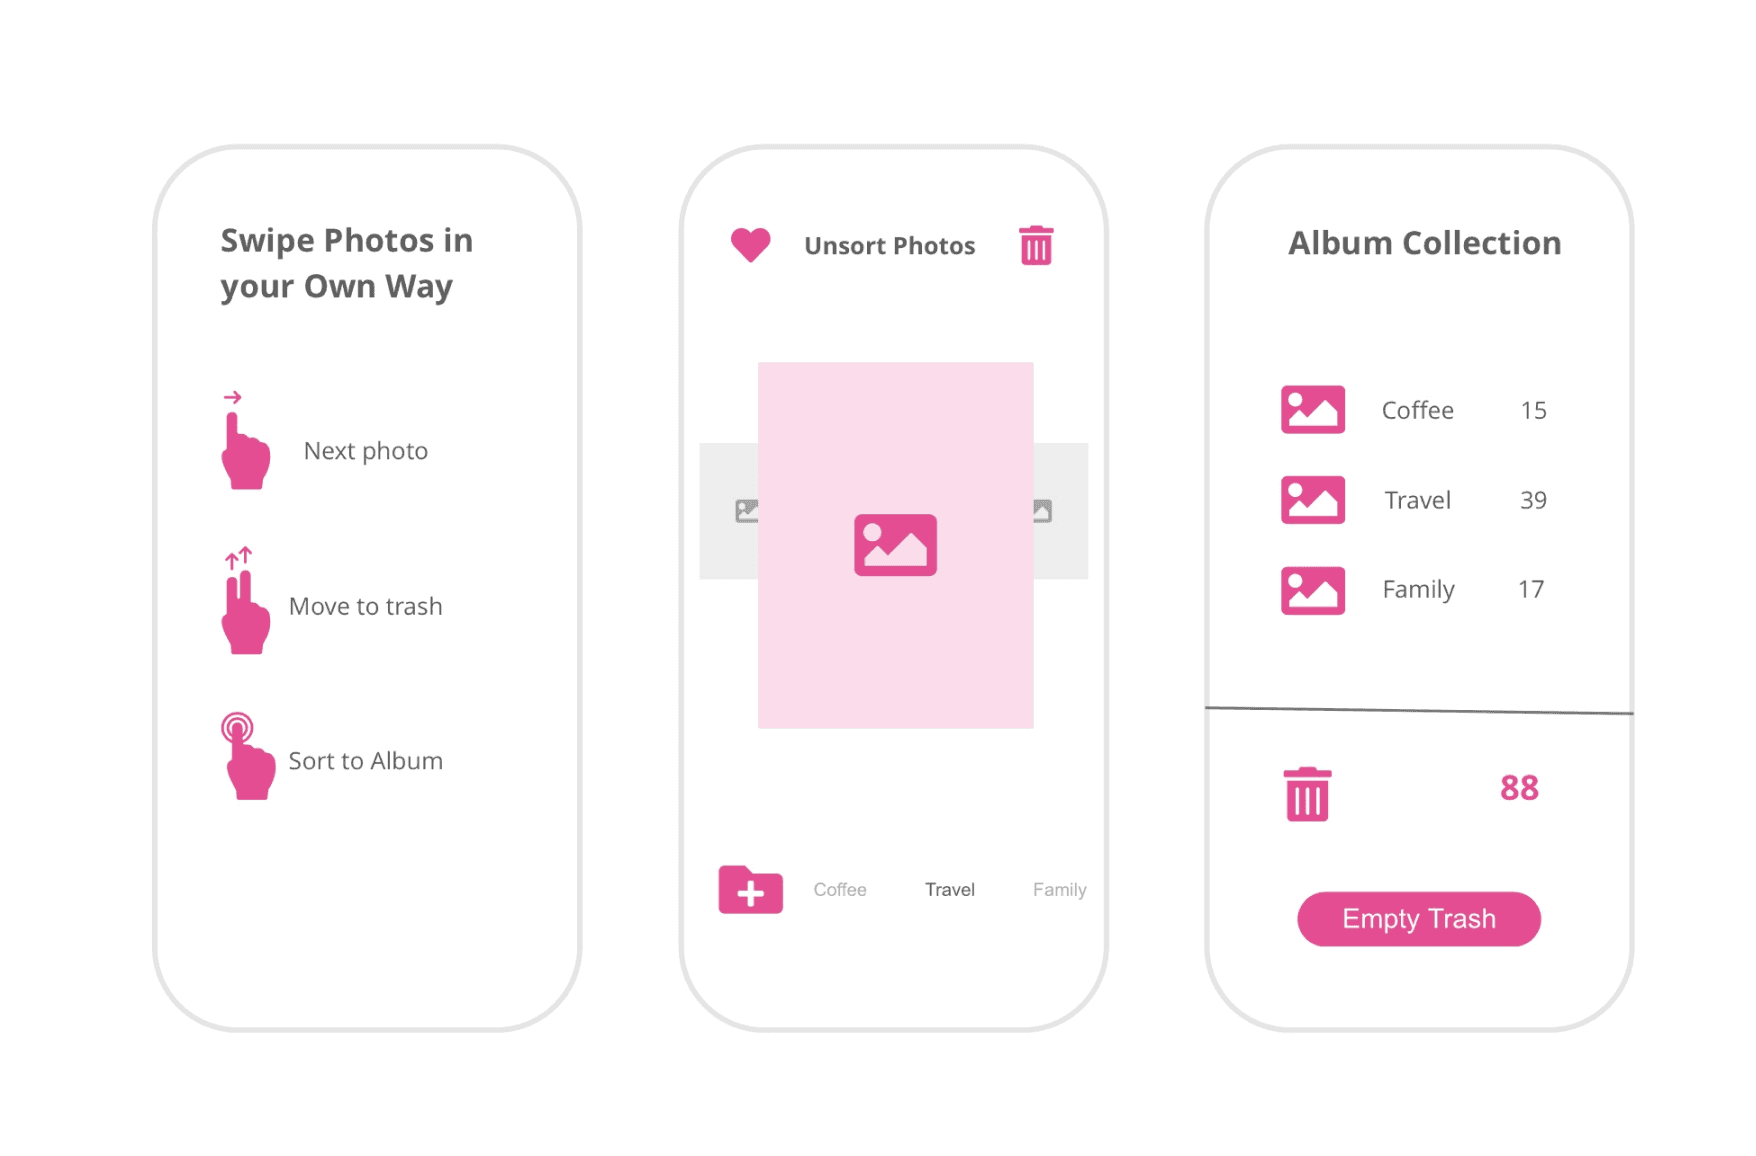 Swipe Photos in
your Own Way
Next photo
Move to trash
Sort to Album
Unsort Photos
Coffee Travel Family
Album Collection
Coffee 15
Travel 39
Family 17
88
Empty Trash